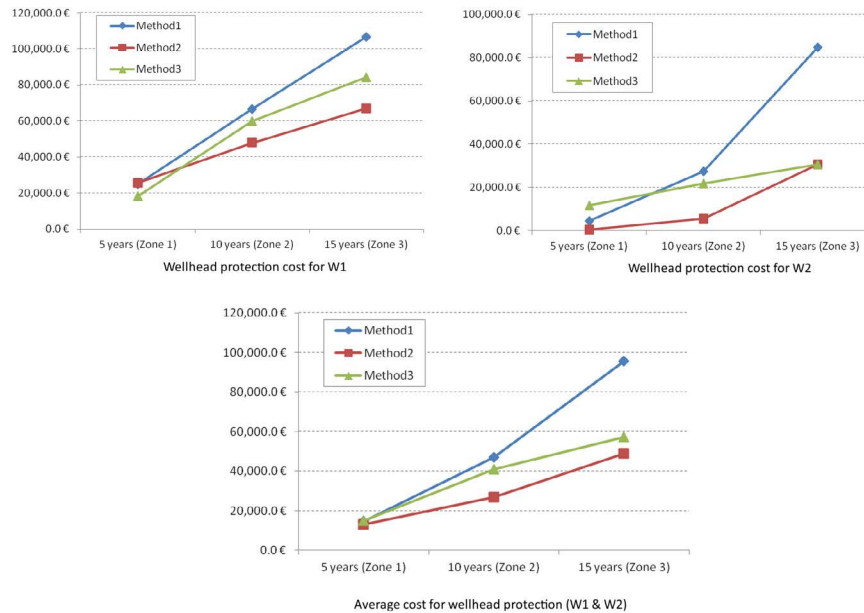 120,000.0 €
100,000.0 €
80,000.0 €
60,000.0 €
40,000.0 €
20,000.0 €
0.0 €
Method1
Method2
Method3
5 years (Zone 1)
10 years (Zone 2)
15 years (Zone 3)
Wellhead protection cost for W1
100,000.0 €
80,000.0 €
60,000.0 €
40,000.0 €
20,000.0 €
0.0 €
Method1
Method2
Method3
5 years (Zone 1)
10 years (Zone 2)
15 years (Zone 3)
Wellhead protection cost for W2
120,000.0 €
100,000.0 €
80,000.0 €
60,000.0 €
40,000.0 €
20,000.0 €
0.0 €
Method1
Method2
Method3
5 years (Zone 1)
10 years (Zone 2)
15 years (Zone 3)
Average cost for wellhead protection (W1 & W2)